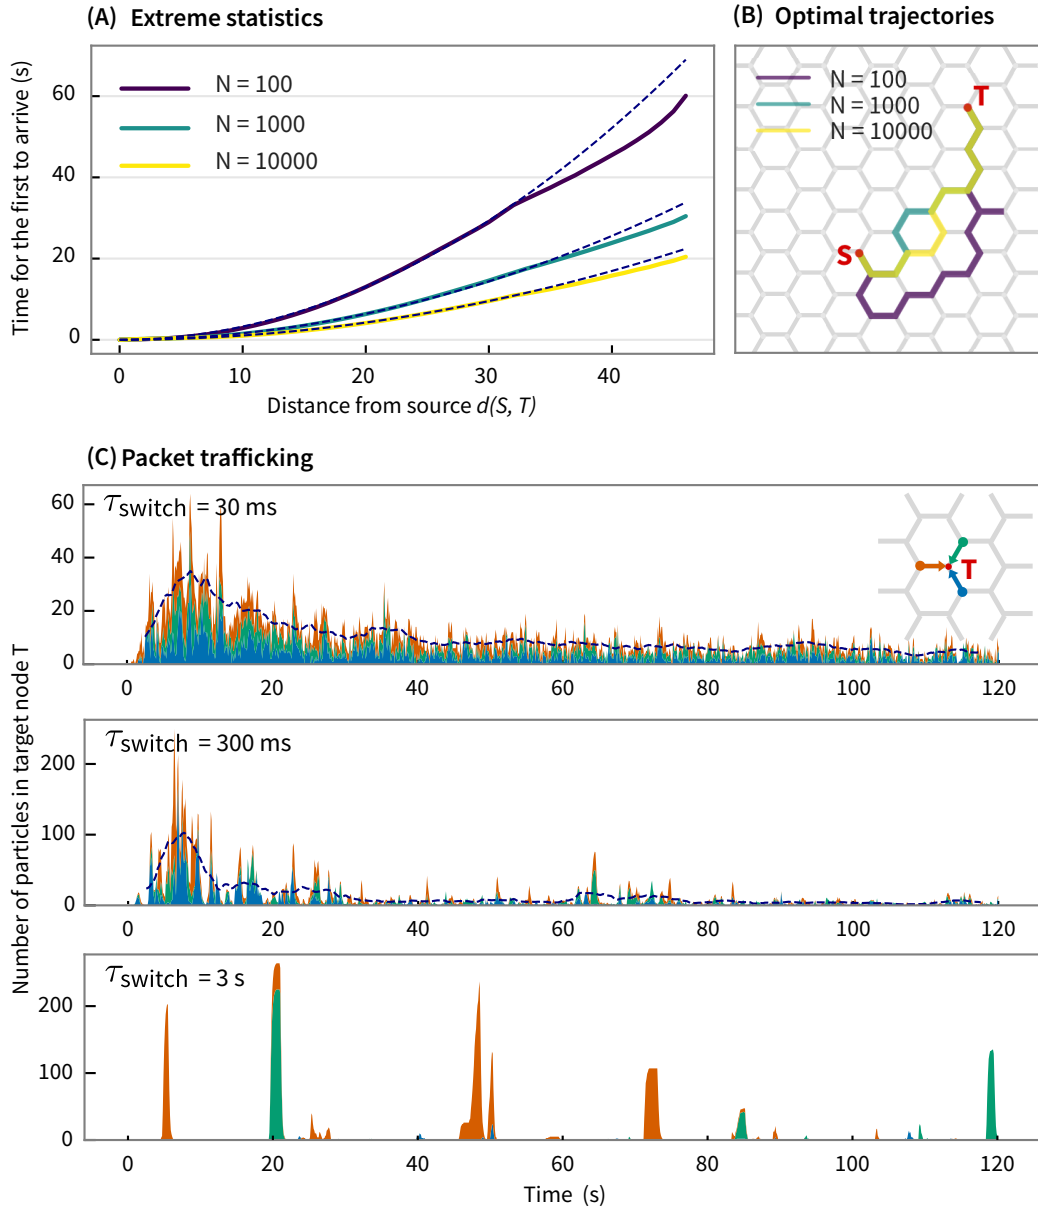 (A) Extreme statistics
Time for the first to arrive (s)
60
40
20
0
N = 100
N = 1000
N = 10000
0 10 20 30 40
Distance from source d(S, T)
(B) Optimal trajectories
N = 100
N = 1000
N = 10000
T
S
(C) Packet trafficking
Number of particles in target node T
τswitch = 30 ms
60
40
20
0
T
0 20 40 60 80 100 120
τswitch = 300 ms
200
100
0
0 20 40 60 80 100 120
τswitch = 3 s
200
100
0
0 20 40 60 80 100 120
Time (s)